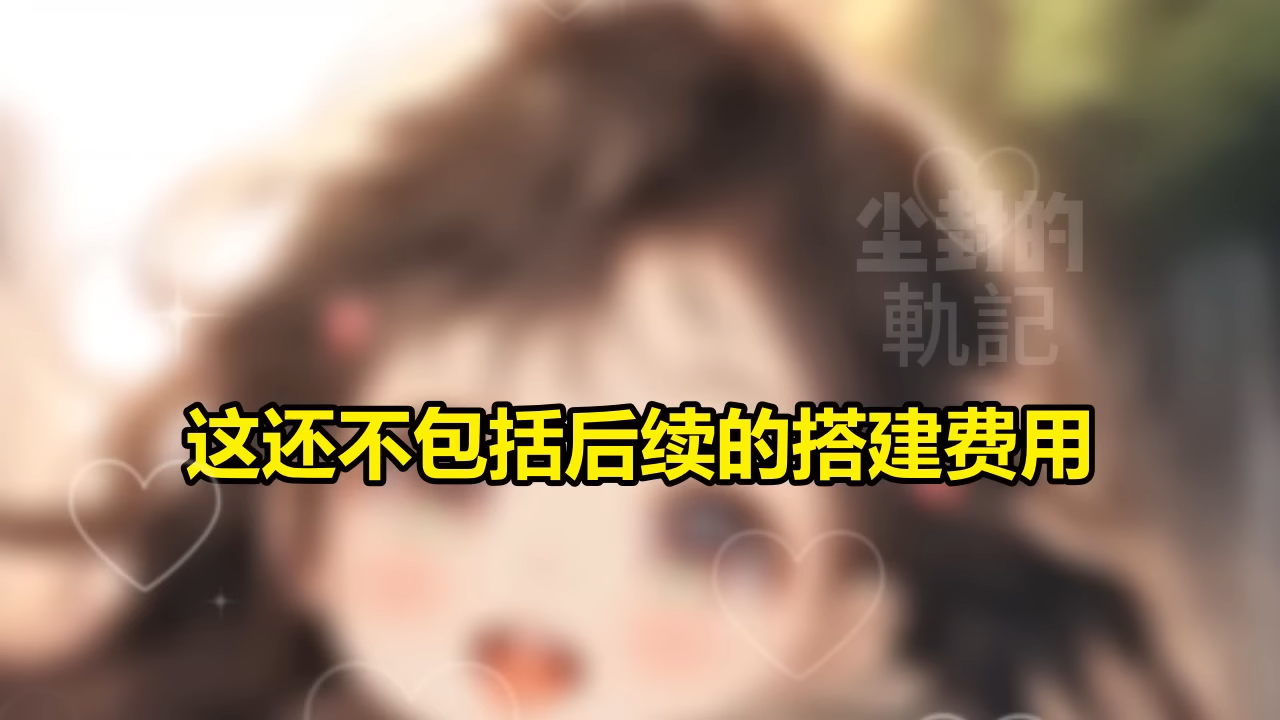 尘封的
軌記
这还不包括后续的搭建费用